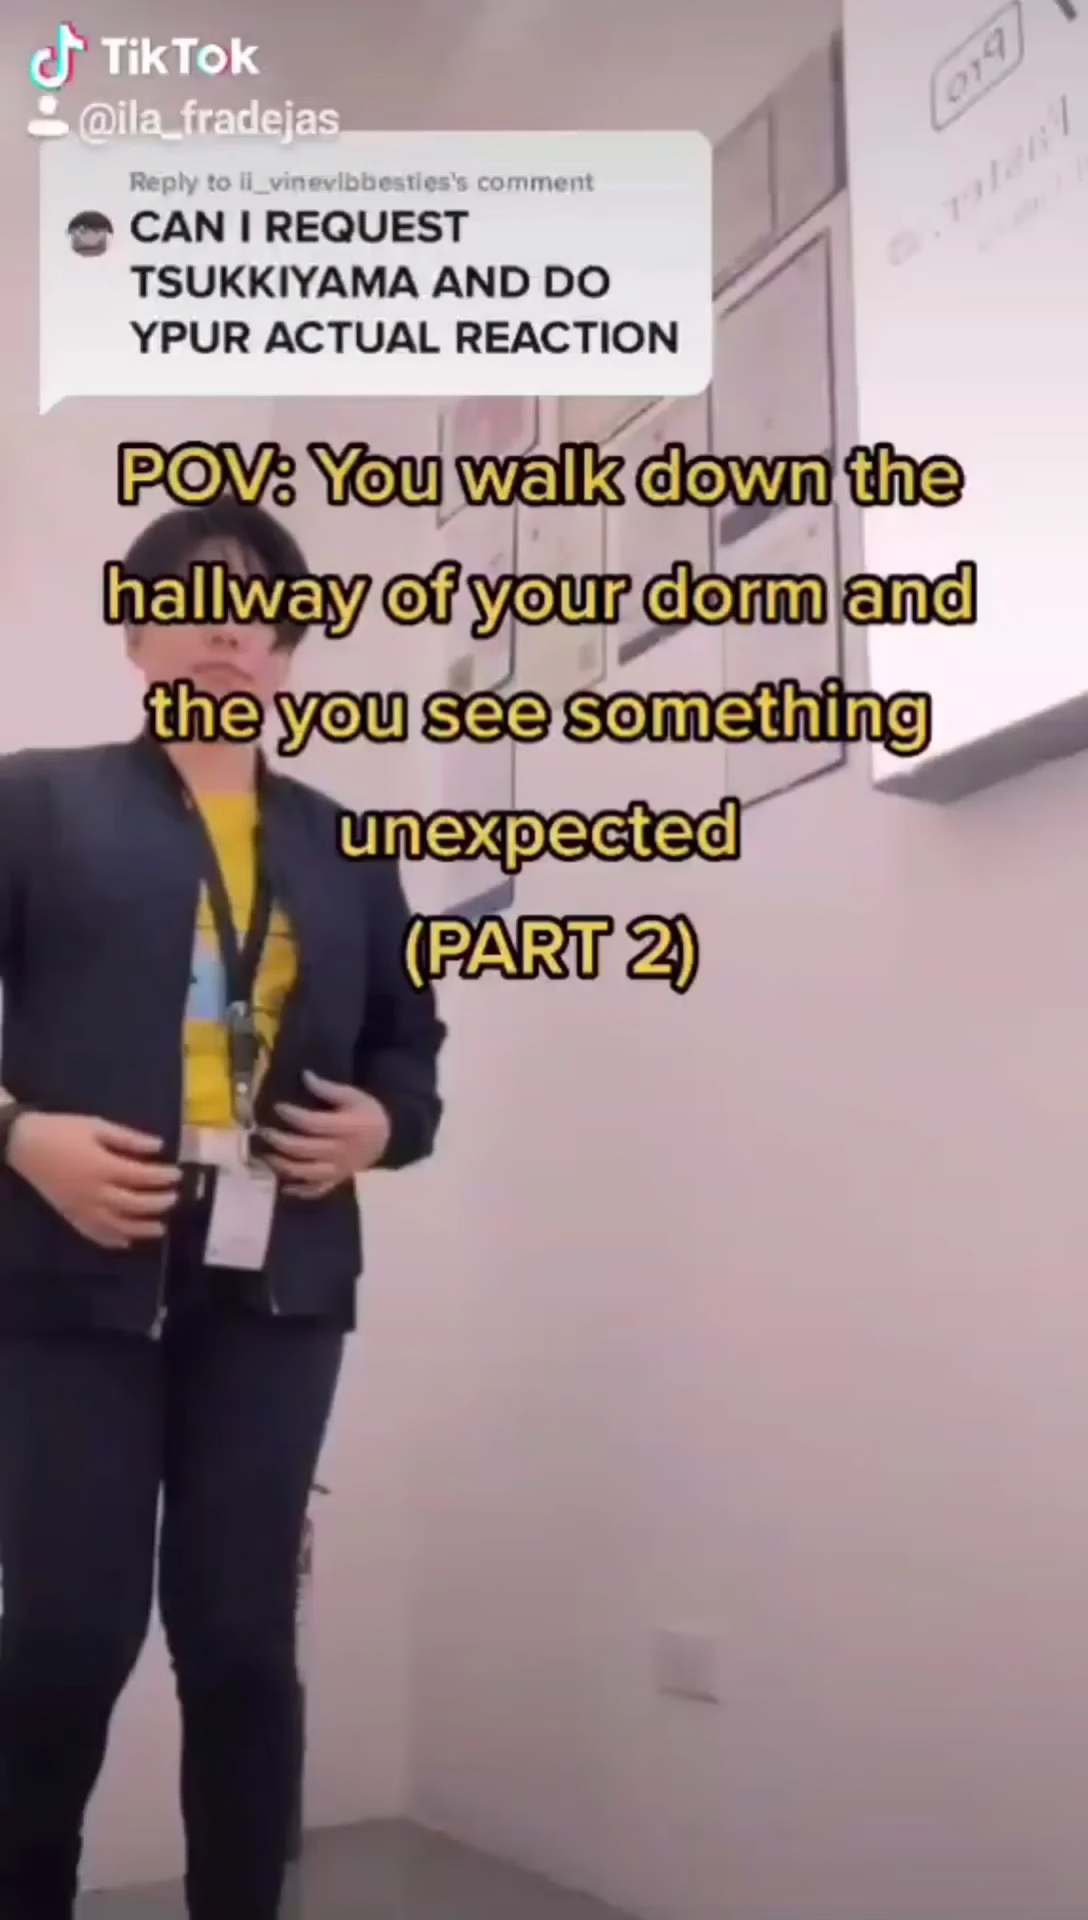 TikTok
@ila_fradejas
Reply to ii_vinevibbesties's comment
CAN I REQUEST
TSUKKIYAMA AND DO
YPUR ACTUAL REACTION
POV: You walk down the
hallway of your dorm and
the you see something
unexpected
(PART 2)
Pro